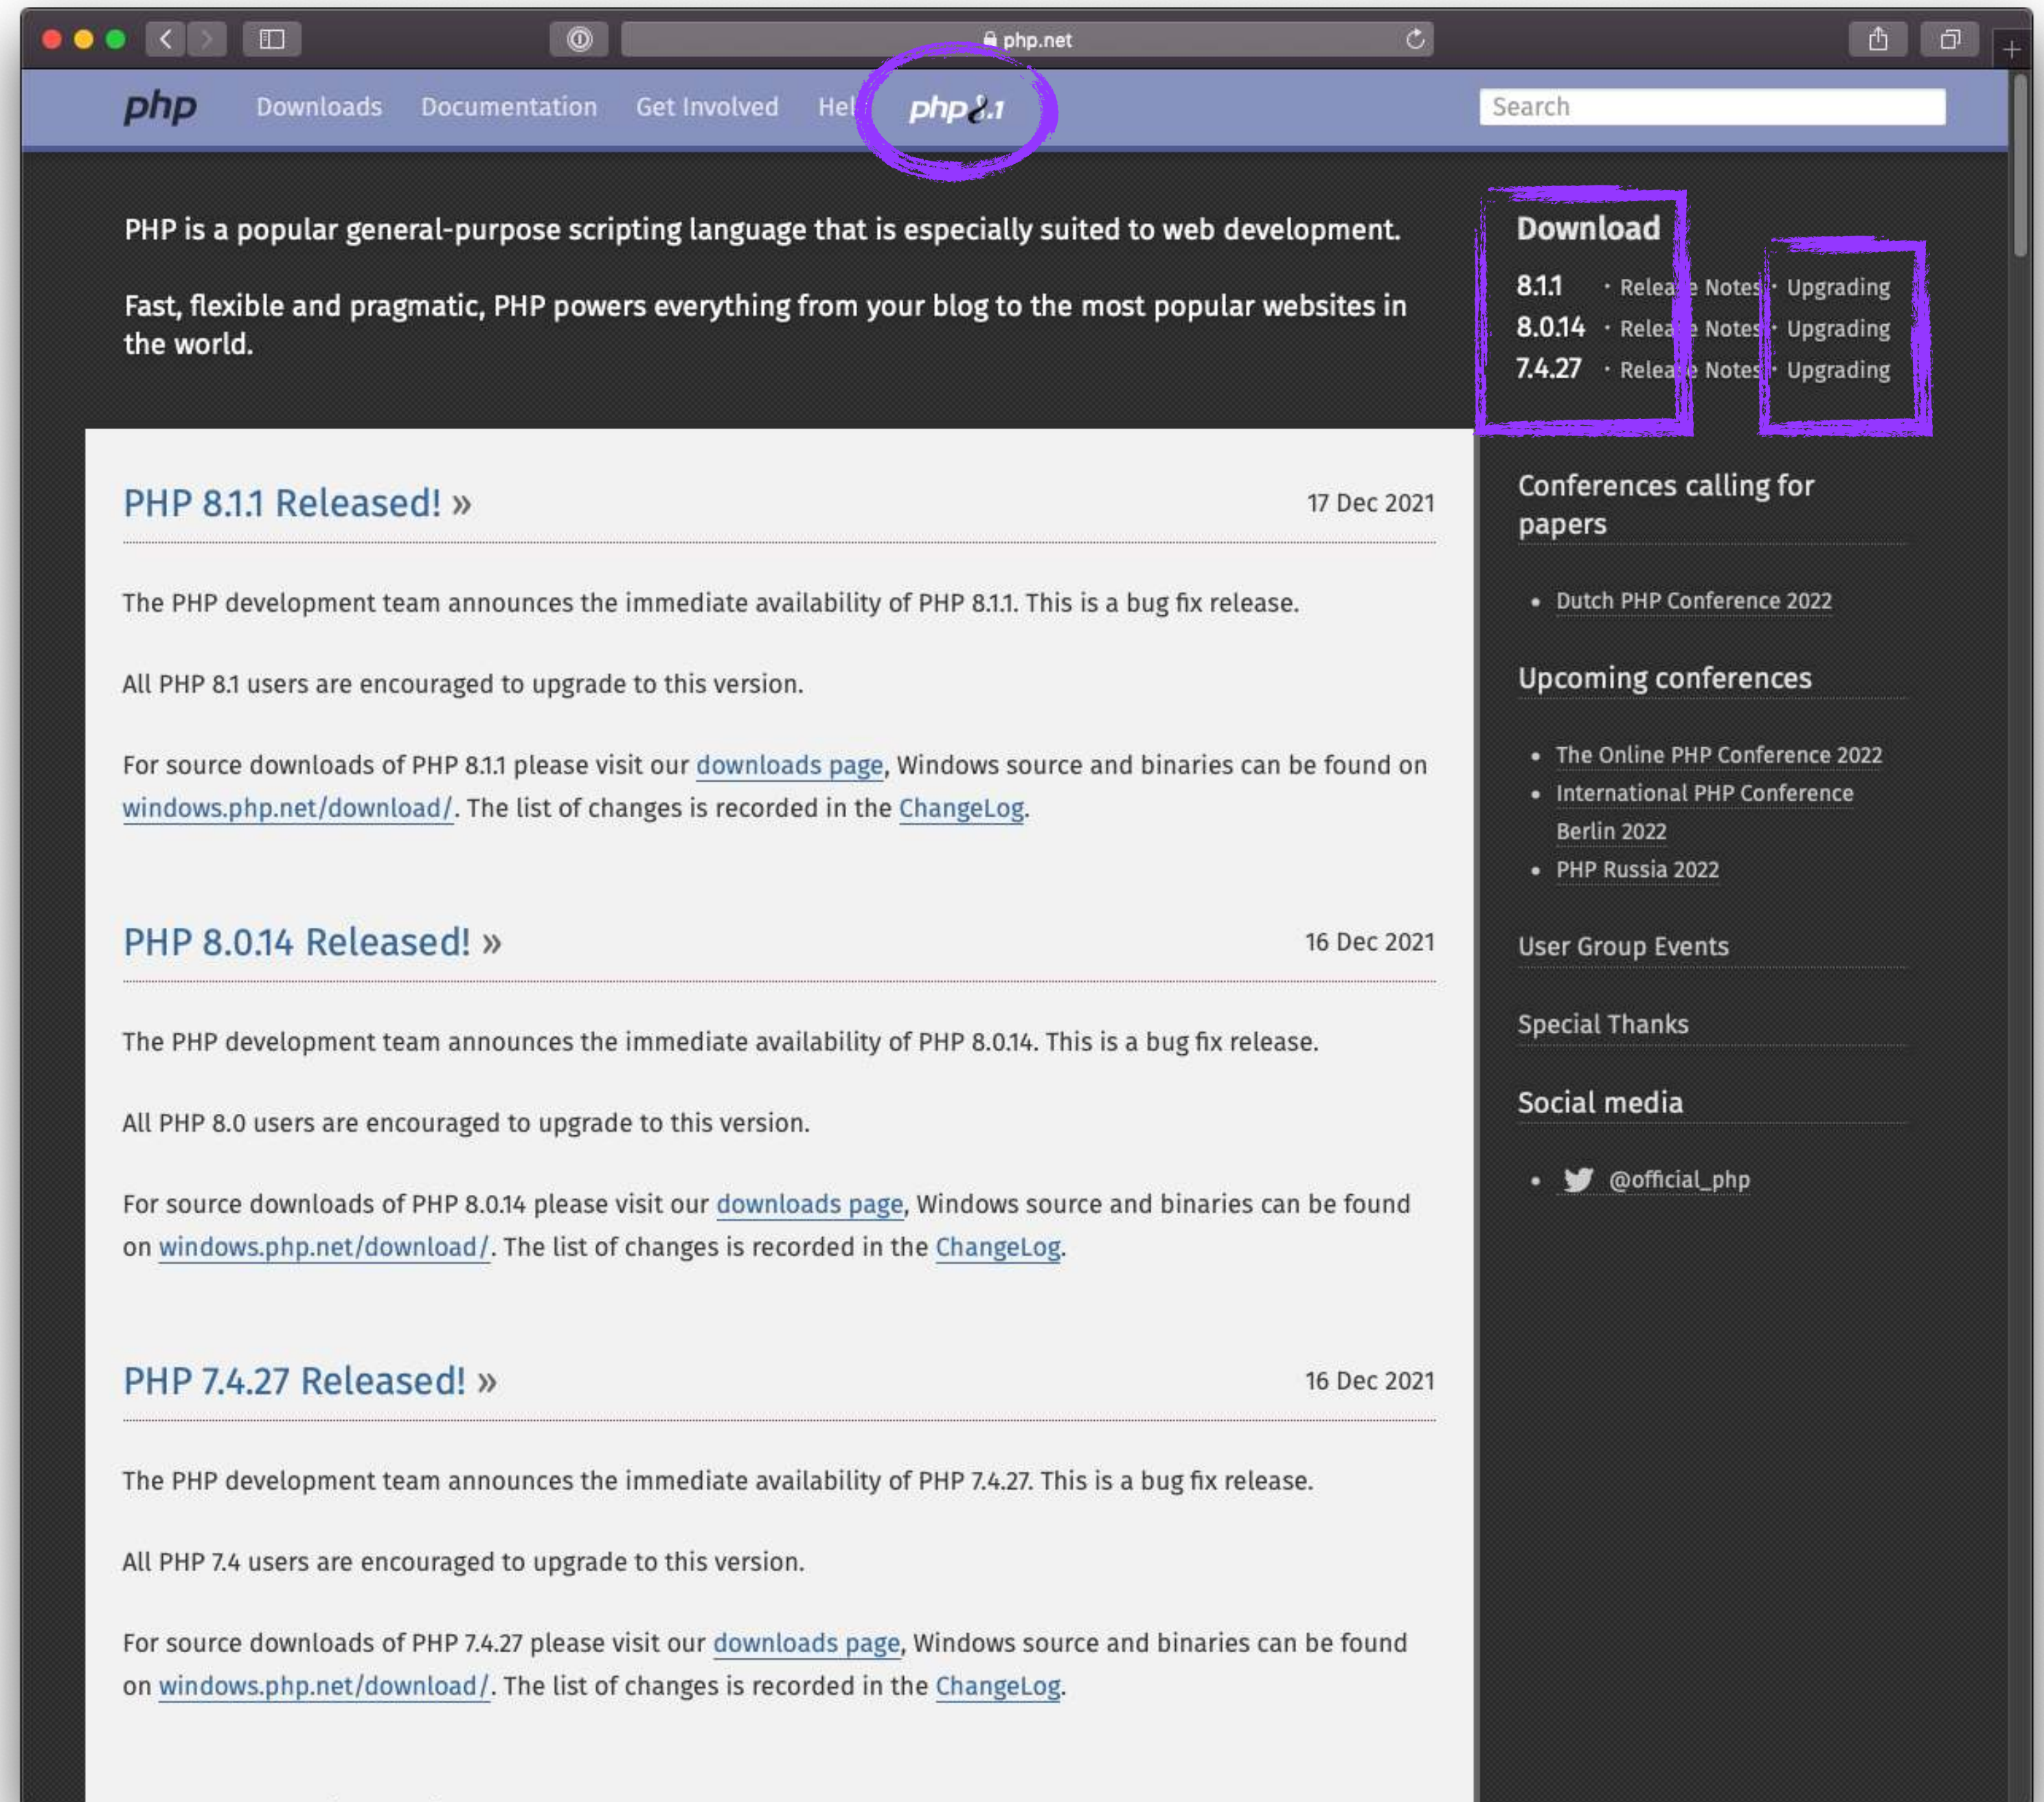 php.net
php Downloads Documentation Get Involved Hel php8.1 Search
PHP is a popular general-purpose scripting language that is especially suited to web development.
Fast, flexible and pragmatic, PHP powers everything from your blog to the most popular websites in
the world.
Download
8.1.1 · Release Notes · Upgrading
8.0.14 · Release Notes · Upgrading
7.4.27 · Release Notes · Upgrading
PHP 8.1.1 Released! » 17 Dec 2021
The PHP development team announces the immediate availability of PHP 8.1.1. This is a bug fix release.
All PHP 8.1 users are encouraged to upgrade to this version.
For source downloads of PHP 8.1.1 please visit our downloads page, Windows source and binaries can be found on
windows.php.net/download/. The list of changes is recorded in the ChangeLog.
PHP 8.0.14 Released! » 16 Dec 2021
The PHP development team announces the immediate availability of PHP 8.0.14. This is a bug fix release.
All PHP 8.0 users are encouraged to upgrade to this version.
For source downloads of PHP 8.0.14 please visit our downloads page, Windows source and binaries can be found
on windows.php.net/download/. The list of changes is recorded in the ChangeLog.
PHP 7.4.27 Released! » 16 Dec 2021
The PHP development team announces the immediate availability of PHP 7.4.27. This is a bug fix release.
All PHP 7.4 users are encouraged to upgrade to this version.
For source downloads of PHP 7.4.27 please visit our downloads page, Windows source and binaries can be found
on windows.php.net/download/. The list of changes is recorded in the ChangeLog.
Conferences calling for
papers
• Dutch PHP Conference 2022
Upcoming conferences
• The Online PHP Conference 2022
• International PHP Conference
Berlin 2022
• PHP Russia 2022
User Group Events
Special Thanks
Social media
• @official_php